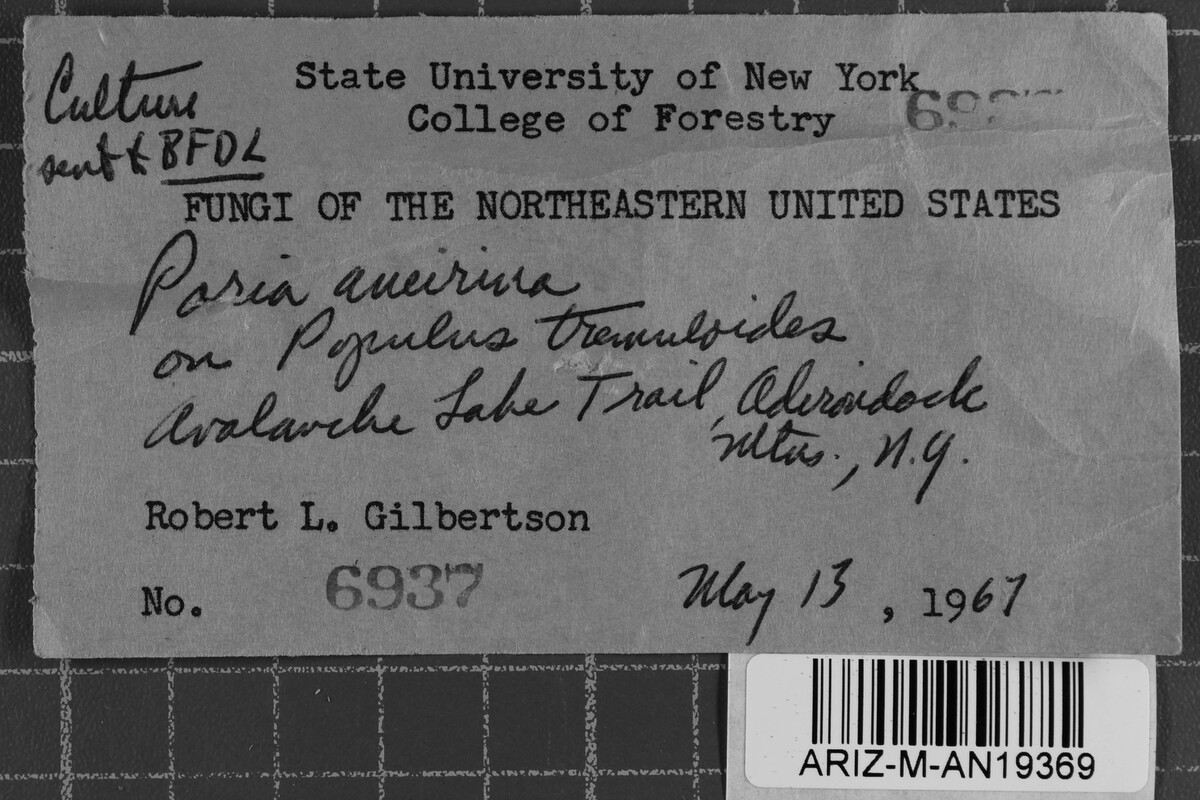 Culture
sent to BFDL
State University of New York
College of Forestry
FUNGI OF THE NORTHEASTERN UNITED STATES
Poria aneirina
on Populus tremuloides
Avalanche Lake Trail, Adirondack
Mtns., N.Y.
Robert L. Gilbertson
No. 6937
May 13, 1967
ARIZ-M-AN19369